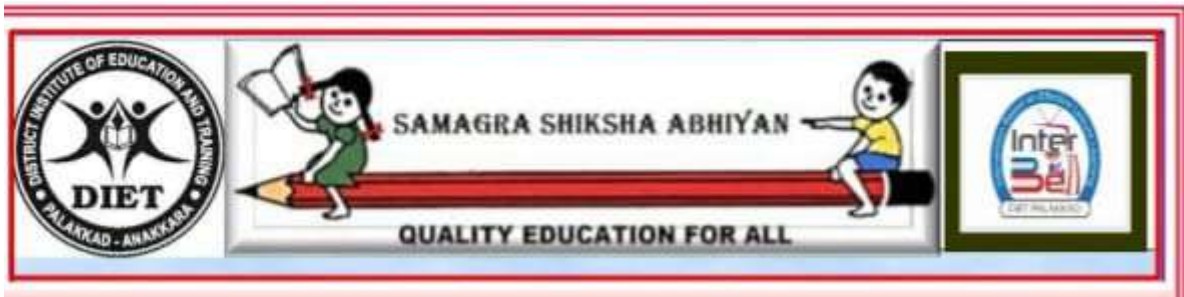 DISTRICT INSTITUTE OF EDUCATION AND TRAINING
DIET
PALAKKAD - ANAKKARA
SAMAGRA SHIKSHA ABHIYAN
QUALITY EDUCATION FOR ALL
Inter
Bell
DIET PALAKKAD